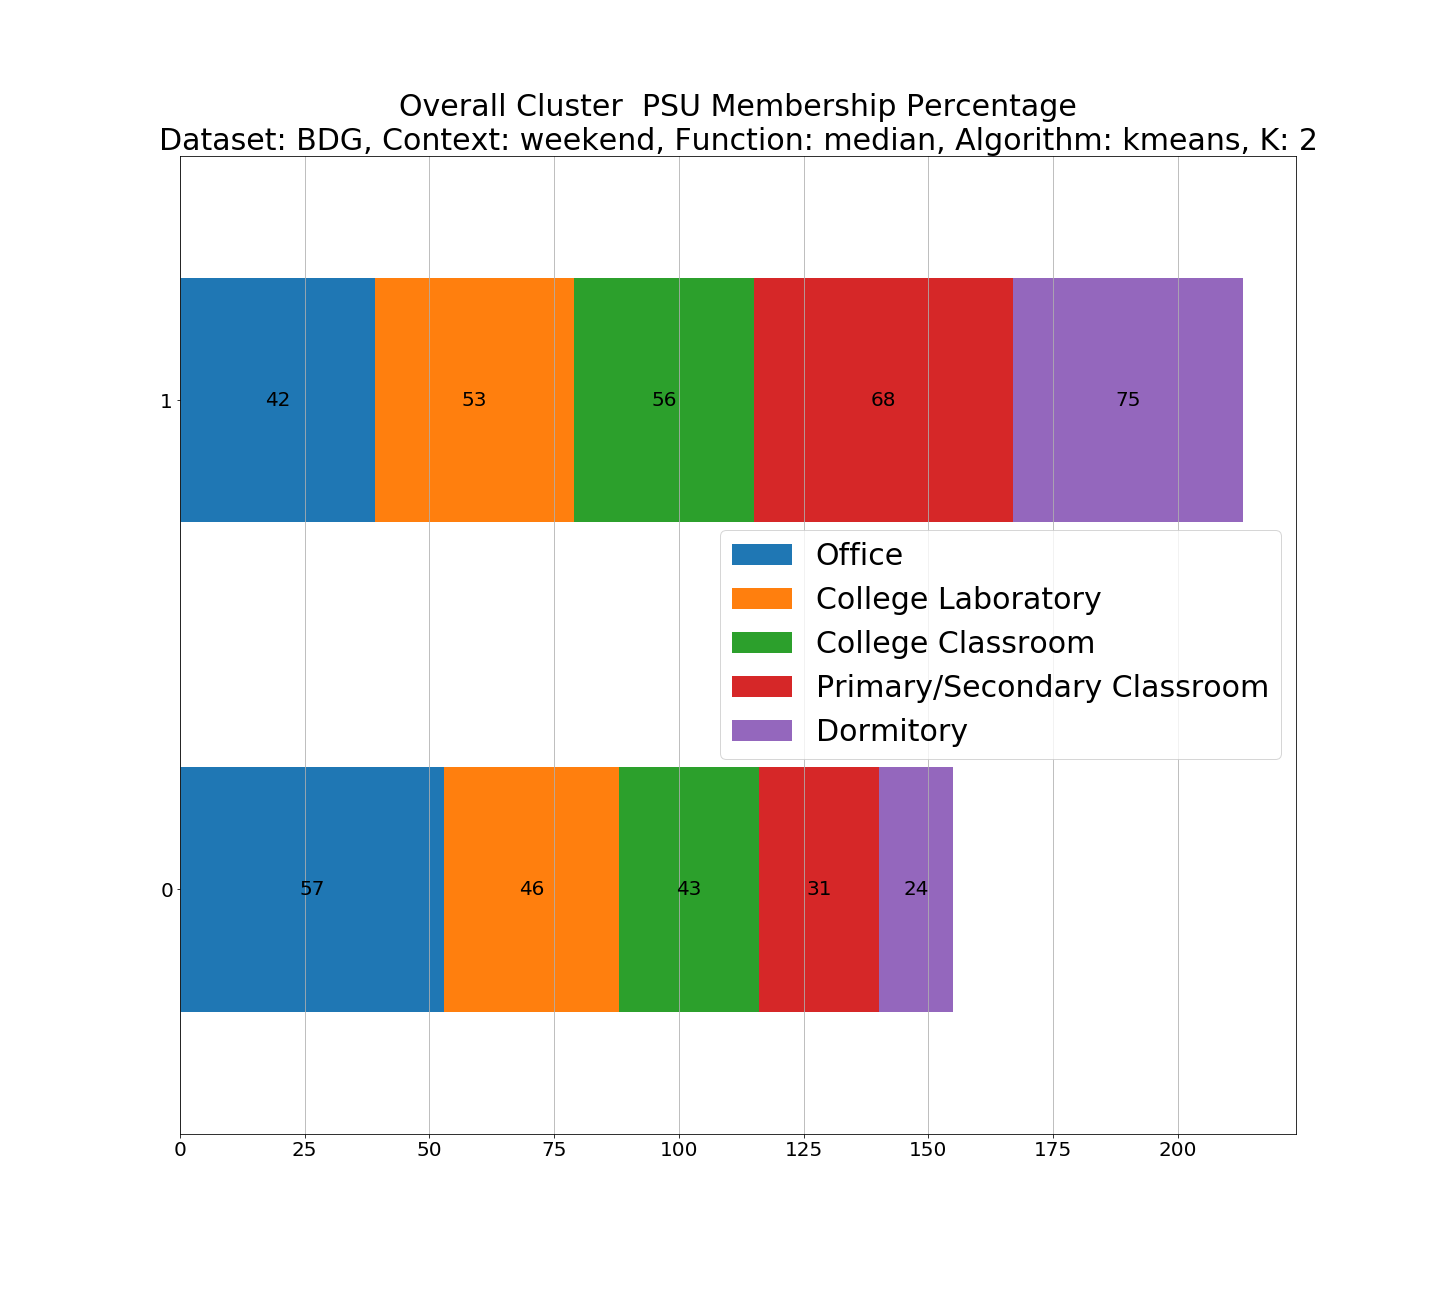 Overall Cluster  PSU Membership Percentage
Dataset: BDG, Context: weekend, Function: median, Algorithm: kmeans, K: 2
1
42
53
56
68
75
Office
College Laboratory
College Classroom
Primary/Secondary Classroom
Dormitory
0
57
46
43
31
24
0 25 50 75 100 125 150 175 200